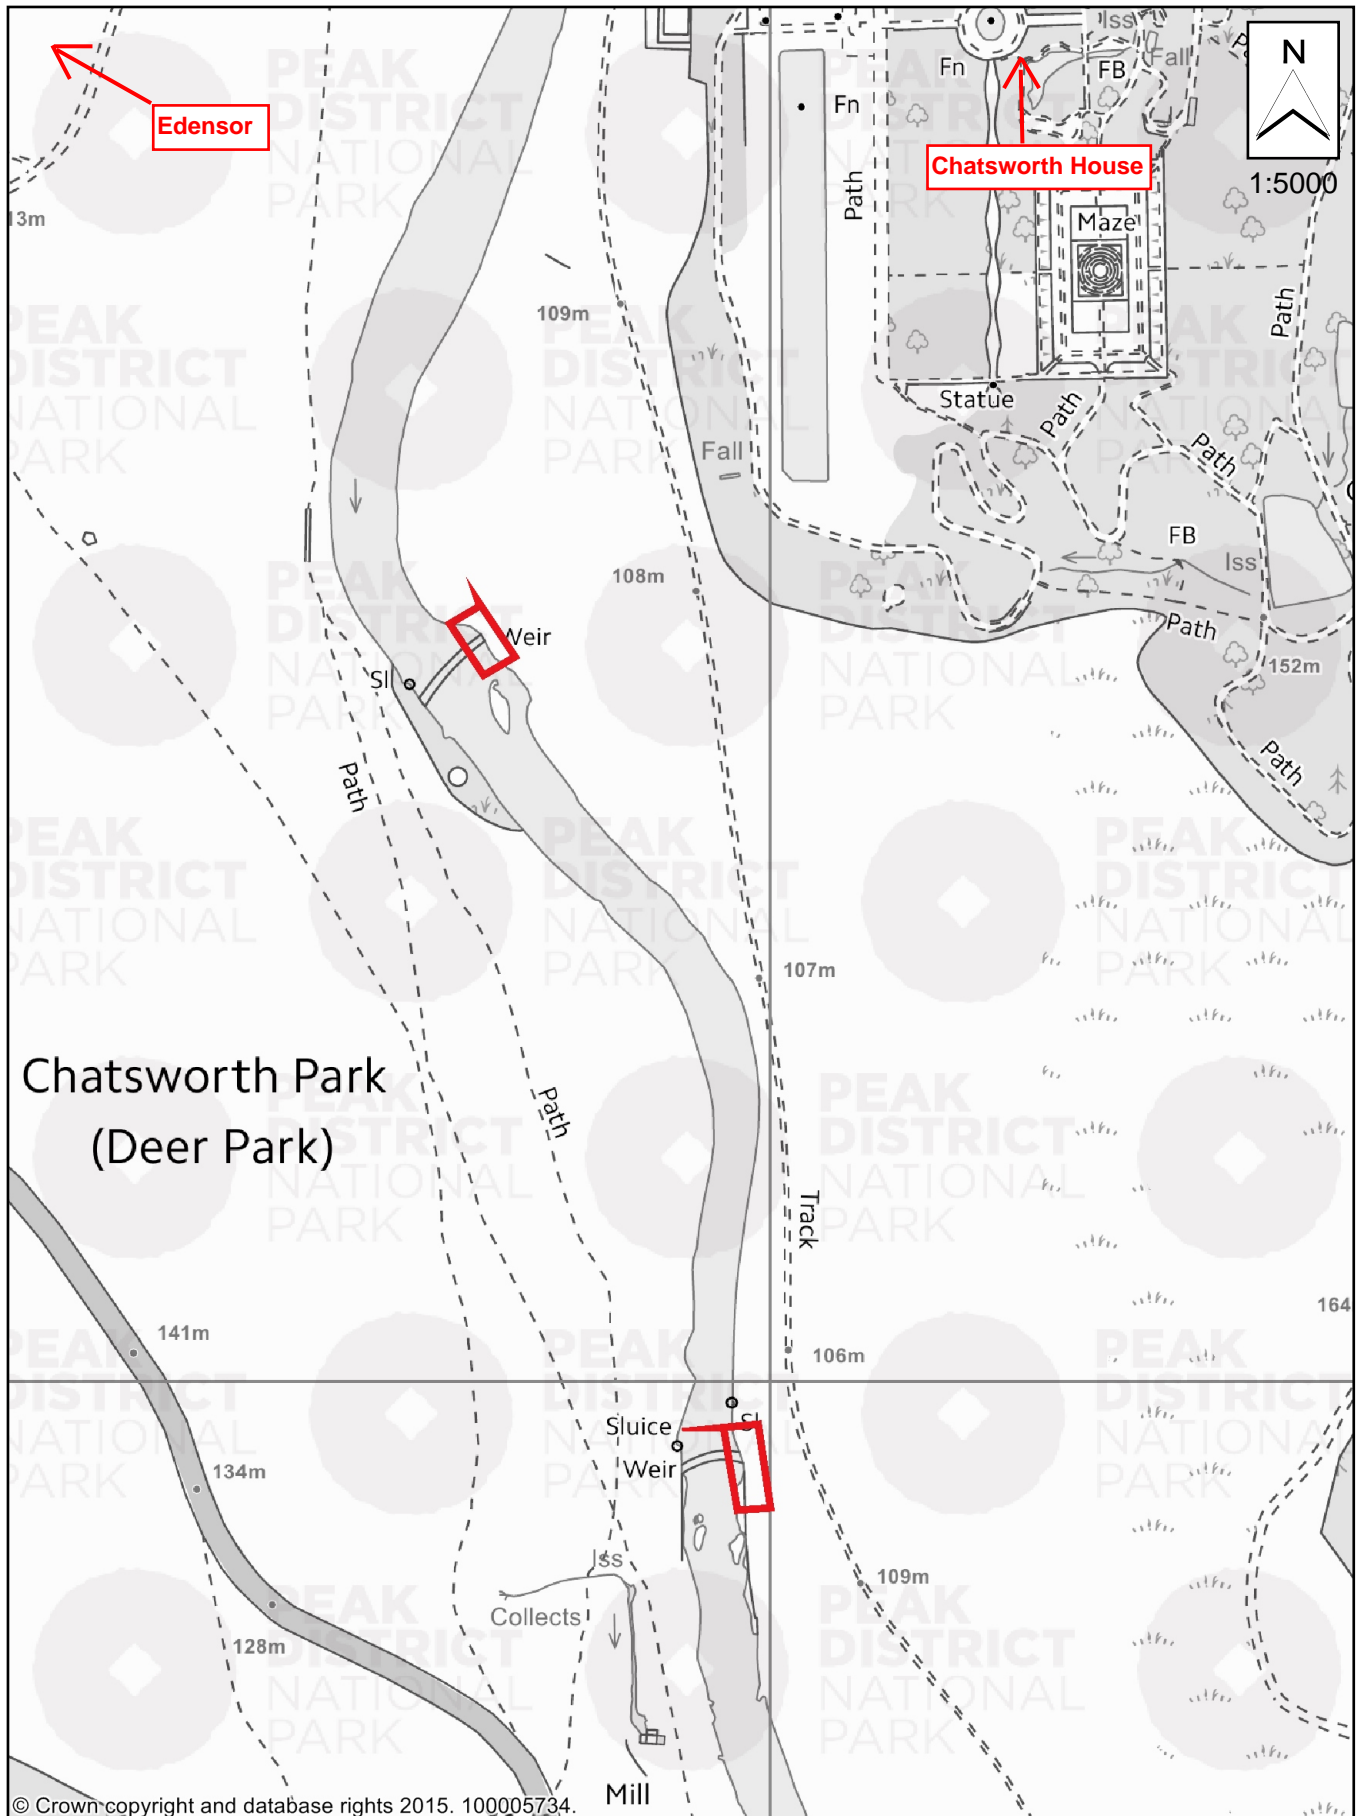 Edensor
Iss
Fn
FB
Fall
N
Fn
Chatsworth House
1:5000
Path
13m
Maze
Path
109m
Statue
Path
Fall
Path
FB
Iss
108m
Path
Weir
152m
Sl
Path
Path
107m
Chatsworth Park
(Deer Park)
Path
Track
164
141m
106m
Sluice
Sl
Weir
134m
Iss
109m
Collects
128m
Mill
© Crown copyright and database rights 2015. 100005734.
PEAK
DISTRICT
NATIONAL
PARK